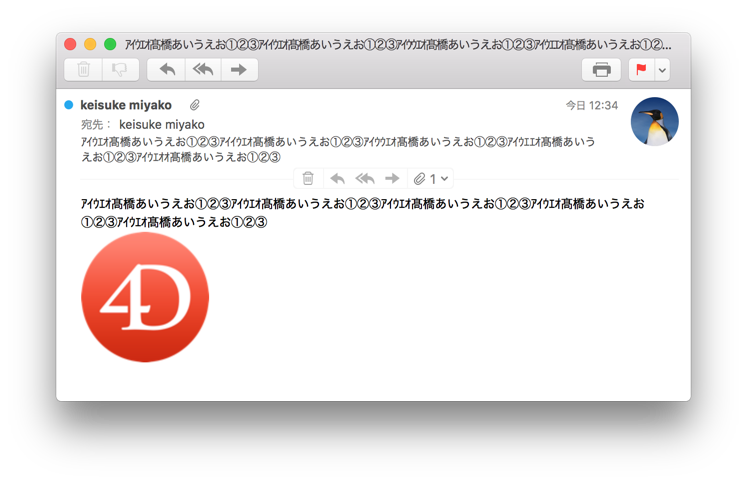 ｱｲｳｴｵ髙橋あいうえお①②③ｱｲｳｴｵ髙橋あいうえお①②③ｱｲｳｴｵ髙橋あいうえお①②③ｱｲｳｴｵ髙橋あいうえお①②...
keisuke miyako
今日 12:34
宛先： keisuke miyako
ｱｲｳｴｵ髙橋あいうえお①②③ｱｲｳｴｵ髙橋あいうえお①②③ｱｲｳｴｵ髙橋あいうえお①②③ｱｲｳｴｵ髙橋あいう
えお①②③ｱｲｳｴｵ髙橋あいうえお①②③
1
ｱｲｳｴｵ髙橋あいうえお①②③ｱｲｳｴｵ髙橋あいうえお①②③ｱｲｳｴｵ髙橋あいうえお①②③ｱｲｳｴｵ髙橋あいうえお
①②③ｱｲｳｴｵ髙橋あいうえお①②③
4D